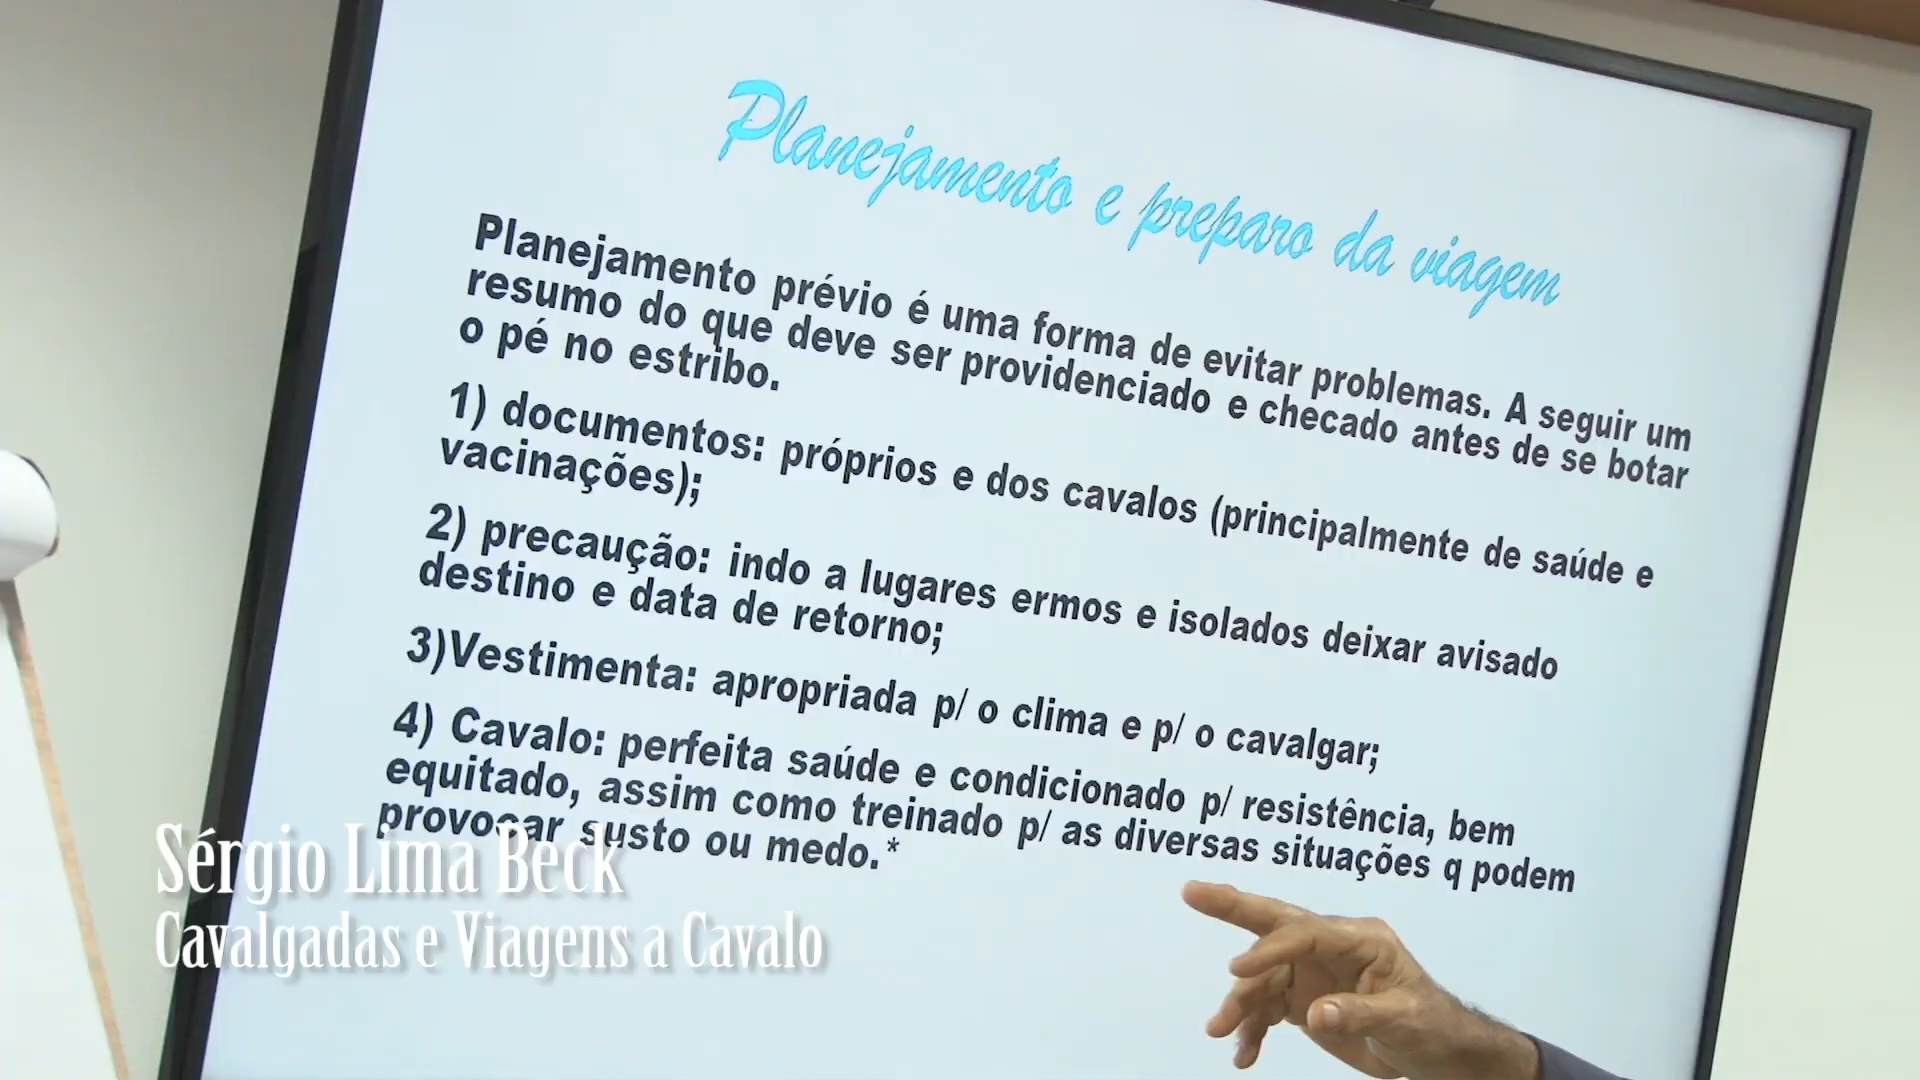 Planejamento e preparo da viagem
Planejamento prévio é uma forma de evitar problemas. A seguir um
resumo do que deve ser providenciado e checado antes de se botar
o pé no estribo.
1) documentos: próprios e dos cavalos (principalmente de saúde e
vacinações);
2) precaução: indo a lugares ermos e isolados deixar avisado
destino e data de retorno;
3)Vestimenta: apropriada p/ o clima e p/ o cavalgar;
4) Cavalo: perfeita saúde e condicionado p/ resistência, bem
equitado, assim como treinado p/ as diversas situações q podem
provocar susto ou medo.*
Sérgio Lima Beck
Cavalgadas e Viagens a Cavalo